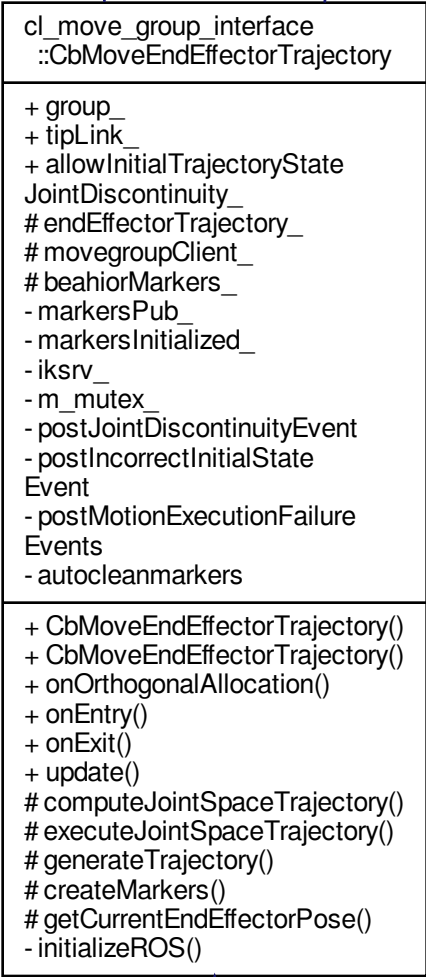 cl_move_group_interface
::CbMoveEndEffectorTrajectory
+ group_
+ tipLink_
+ allowInitialTrajectoryState
JointDiscontinuity_
# endEffectorTrajectory_
# movegroupClient_
# beahiorMarkers_
- markersPub_
- markersInitialized_
- iksrv_
- m_mutex_
- postJointDiscontinuityEvent
- postIncorrectInitialState
Event
- postMotionExecutionFailure
Events
- autocleanmarkers
+ CbMoveEndEffectorTrajectory()
+ CbMoveEndEffectorTrajectory()
+ onOrthogonalAllocation()
+ onEntry()
+ onExit()
+ update()
# computeJointSpaceTrajectory()
# executeJointSpaceTrajectory()
# generateTrajectory()
# createMarkers()
# getCurrentEndEffectorPose()
- initializeROS()